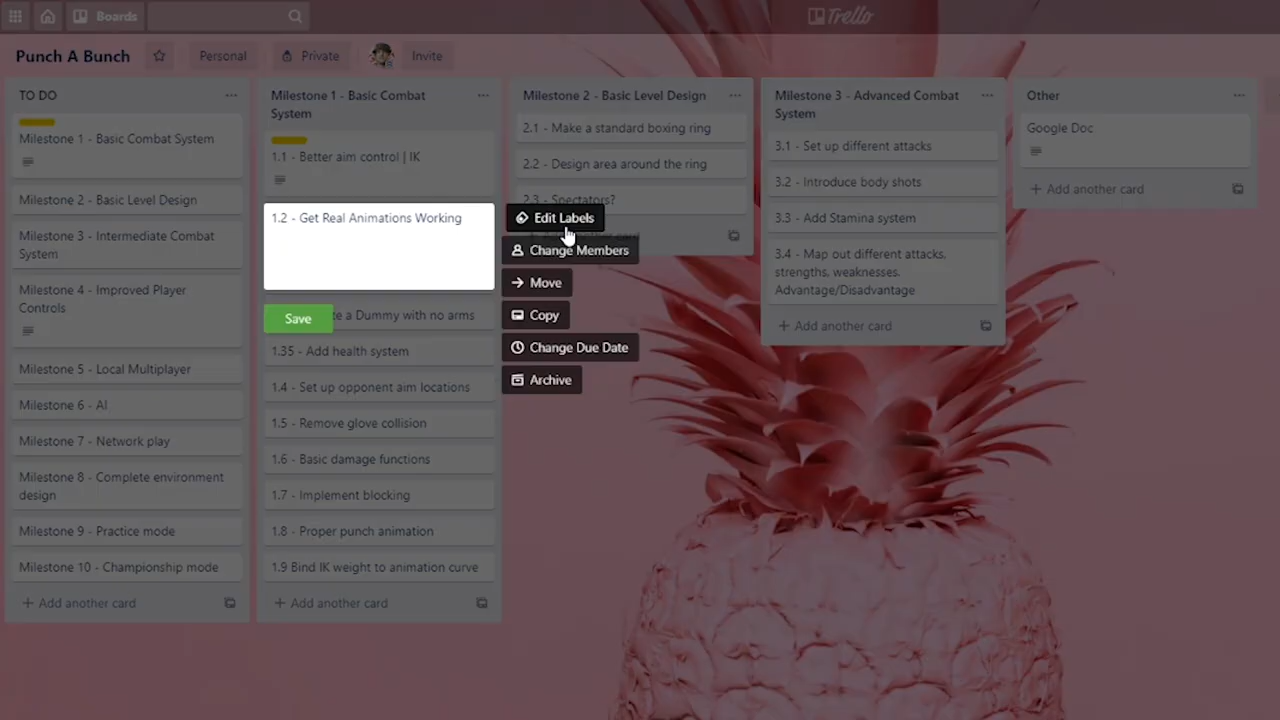 Boards
Trello
Punch A Bunch
Personal
Private
Invite
TO DO
Milestone 1 - Basic Combat System
Milestone 2 - Basic Level Design
Milestone 3 - Intermediate Combat
System
Milestone 4 - Improved Player
Controls
Milestone 5 - Local Multiplayer
Milestone 6 - AI
Milestone 7 - Network play
Milestone 8 - Complete environment
design
Milestone 9 - Practice mode
Milestone 10 - Championship mode
+ Add another card
Milestone 1 - Basic Combat
System
1.1 - Better aim control | IK
1.2 - Get Real Animations Working
Save
a Dummy with no arms
1.35 - Add health system
1.4 - Set up opponent aim locations
1.5 - Remove glove collision
1.6 - Basic damage functions
1.7 - Implement blocking
1.8 - Proper punch animation
1.9 Bind IK weight to animation curve
+ Add another card
Edit Labels
Change Members
Move
Copy
Change Due Date
Archive
Milestone 2 - Basic Level Design
2.1 - Make a standard boxing ring
2.2 - Design area around the ring
2.3 - Spectators?
Milestone 3 - Advanced Combat
System
3.1 - Set up different attacks
3.2 - Introduce body shots
3.3 - Add Stamina system
3.4 - Map out different attacks,
strengths, weaknesses.
Advantage/Disadvantage
+ Add another card
Other
Google Doc
+ Add another card